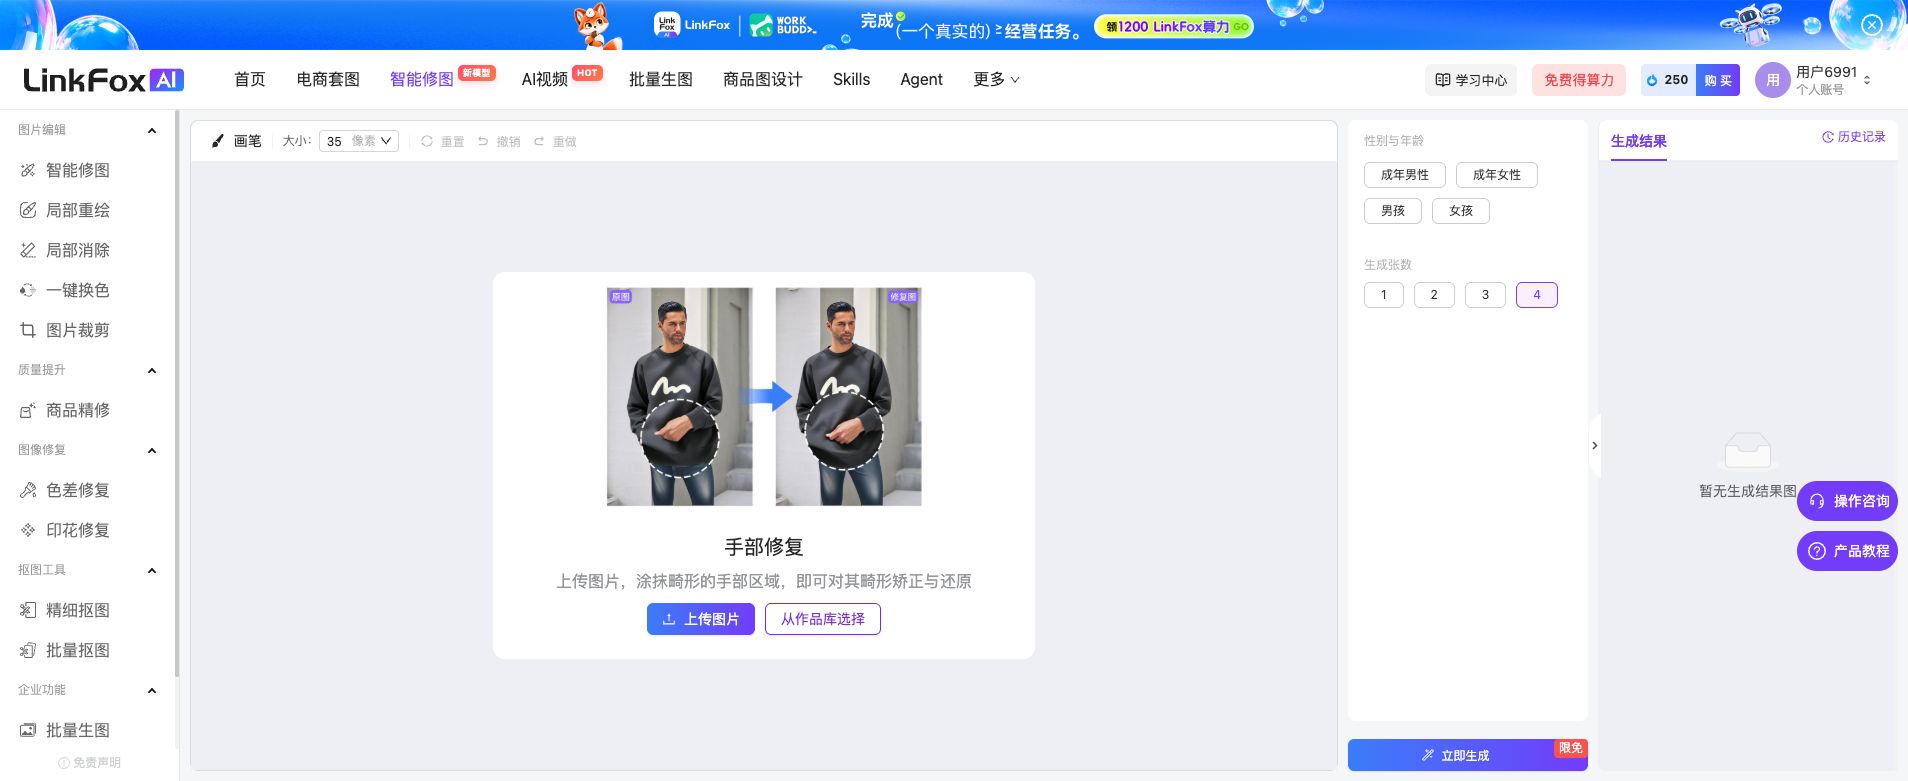 Link Fox AI LinkFox WORK BUDD>_ 完成 (一个真实的) 经营任务。 领1200 LinkFox算力 GO
LinkFox AI 首页 电商套图 智能修图 新模型 AI视频 HOT 批量生图 商品图设计 Skills Agent 更多 学习中心 免费得算力 250 购买 用 用户6991
个人账号
图片编辑
智能修图
局部重绘
局部消除
一键换色
图片裁剪
质量提升
商品精修
图像修复
色差修复
印花修复
抠图工具
精细抠图
批量抠图
企业功能
批量生图
免责声明
画笔 大小: 35 像素 重置 撤销 重做
原图 修复图
手部修复
上传图片，涂抹畸形的手部区域，即可对其畸形矫正与还原
上传图片 从作品库选择
性别与年龄
成年男性 成年女性
男孩 女孩
生成张数
1 2 3 4
立即生成 限免
生成结果 历史记录
暂无生成结果图
操作咨询
产品教程